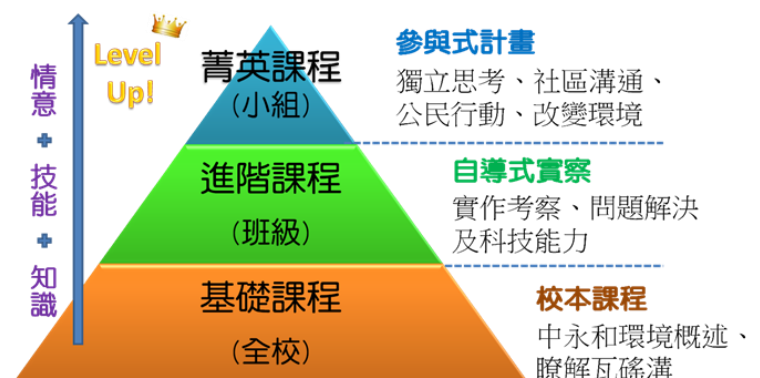 Level
Up!
情意
+
技能
+
知識
菁英課程
(小組)
進階課程
(班級)
基礎課程
(全校)
參與式計畫
獨立思考、社區溝通、
公民行動、改變環境
自導式實察
實作考察、問題解決
及科技能力
校本課程
中永和環境概述、
瞭解瓦磘溝